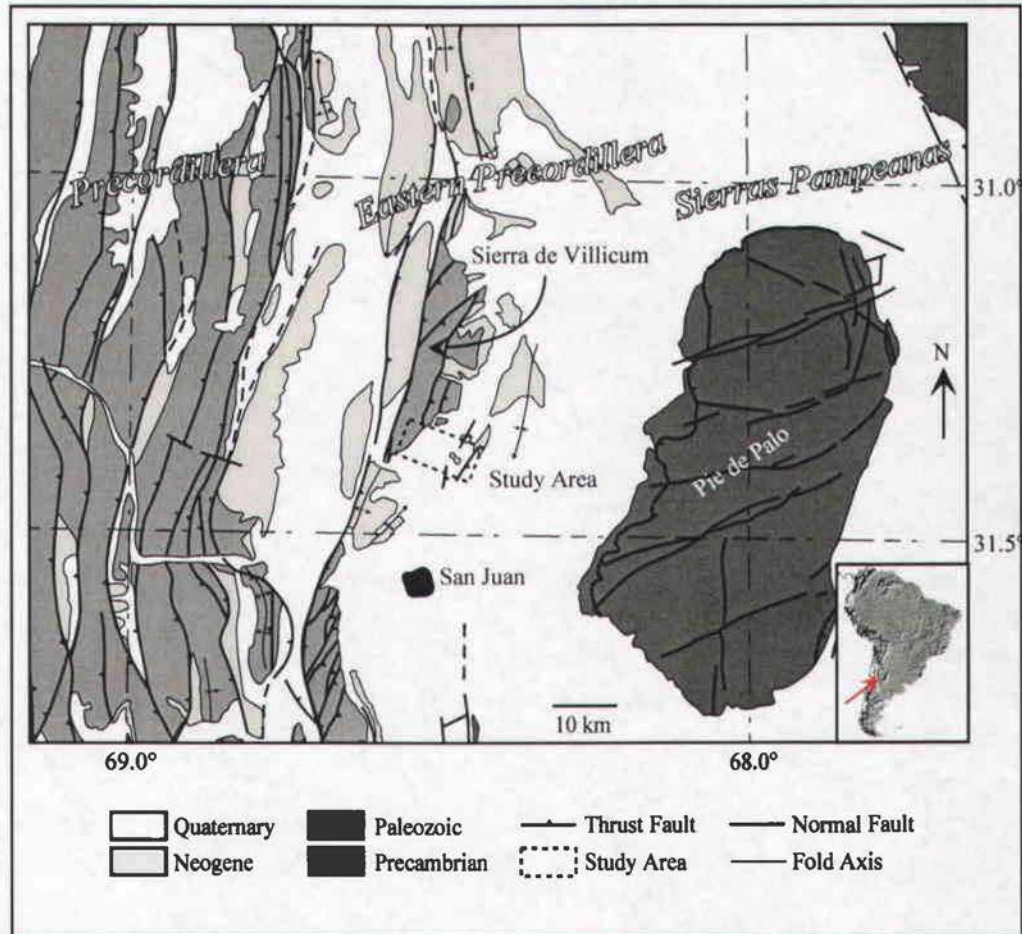 Precordillera
Eastern Precordillera
Sierras Pampeanas
31.0°
Sierra de Villicum
N
Pie de Palo
8
Study Area
31.5°
San Juan
10 km
69.0°
68.0°
Quaternary
Paleozoic
Thrust Fault
Normal Fault
Neogene
Precambrian
Study Area
Fold Axis